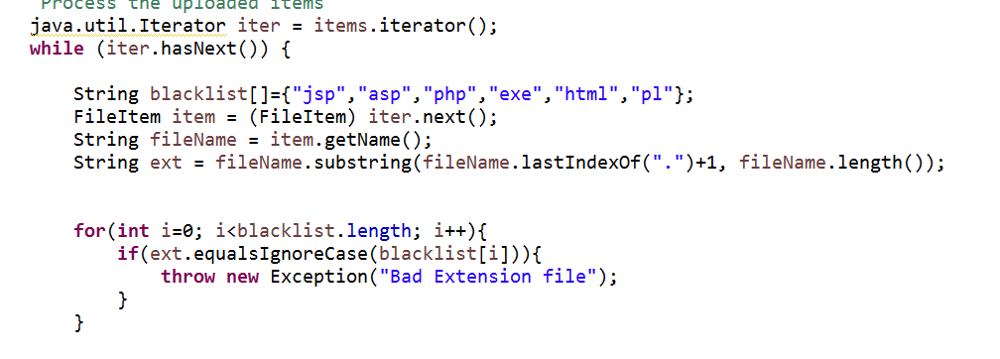 Process the uploaded items
java.util.Iterator iter = items.iterator();
while (iter.hasNext()) {
String blacklist[]={"jsp","asp","php","exe","html","pl"};
FileItem item = (FileItem) iter.next();
String fileName = item.getName();
String ext = fileName.substring(fileName.lastIndexOf(".")+1, fileName.length());
for(int i=0; i<blacklist.length; i++){
if(ext.equalsIgnoreCase(blacklist[i])){
throw new Exception("Bad Extension file");
}
}